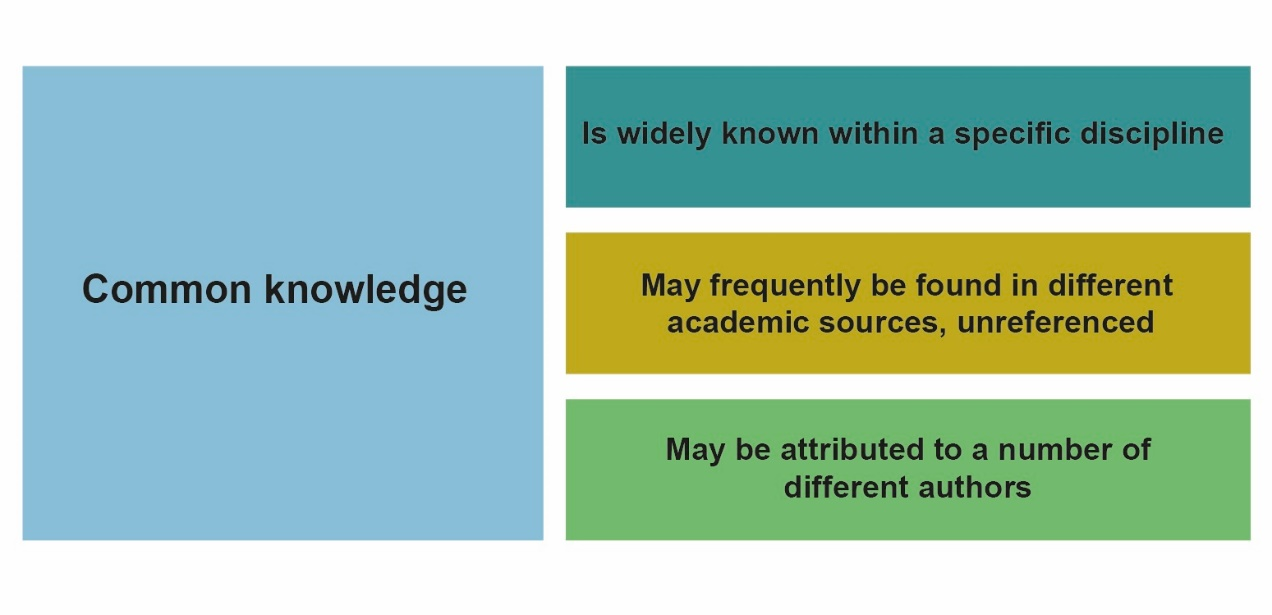 Common knowledge
Is widely known within a specific discipline
May frequently be found in different
academic sources, unreferenced
May be attributed to a number of
different authors